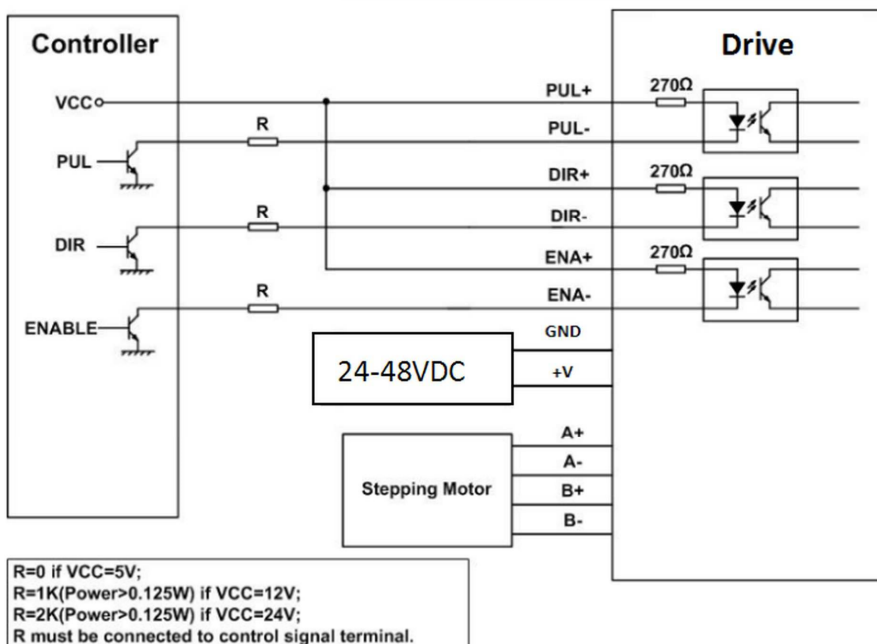 Controller
Drive
VCC
PUL+
270Ω
R
PUL-
PUL
DIR+
270Ω
R
DIR-
DIR
ENA+
270Ω
R
ENA-
ENABLE
GND
24-48VDC
+V
A+
A-
Stepping Motor
B+
B-
R=0 if VCC=5V;
R=1K(Power>0.125W) if VCC=12V;
R=2K(Power>0.125W) if VCC=24V;
R must be connected to control signal terminal.